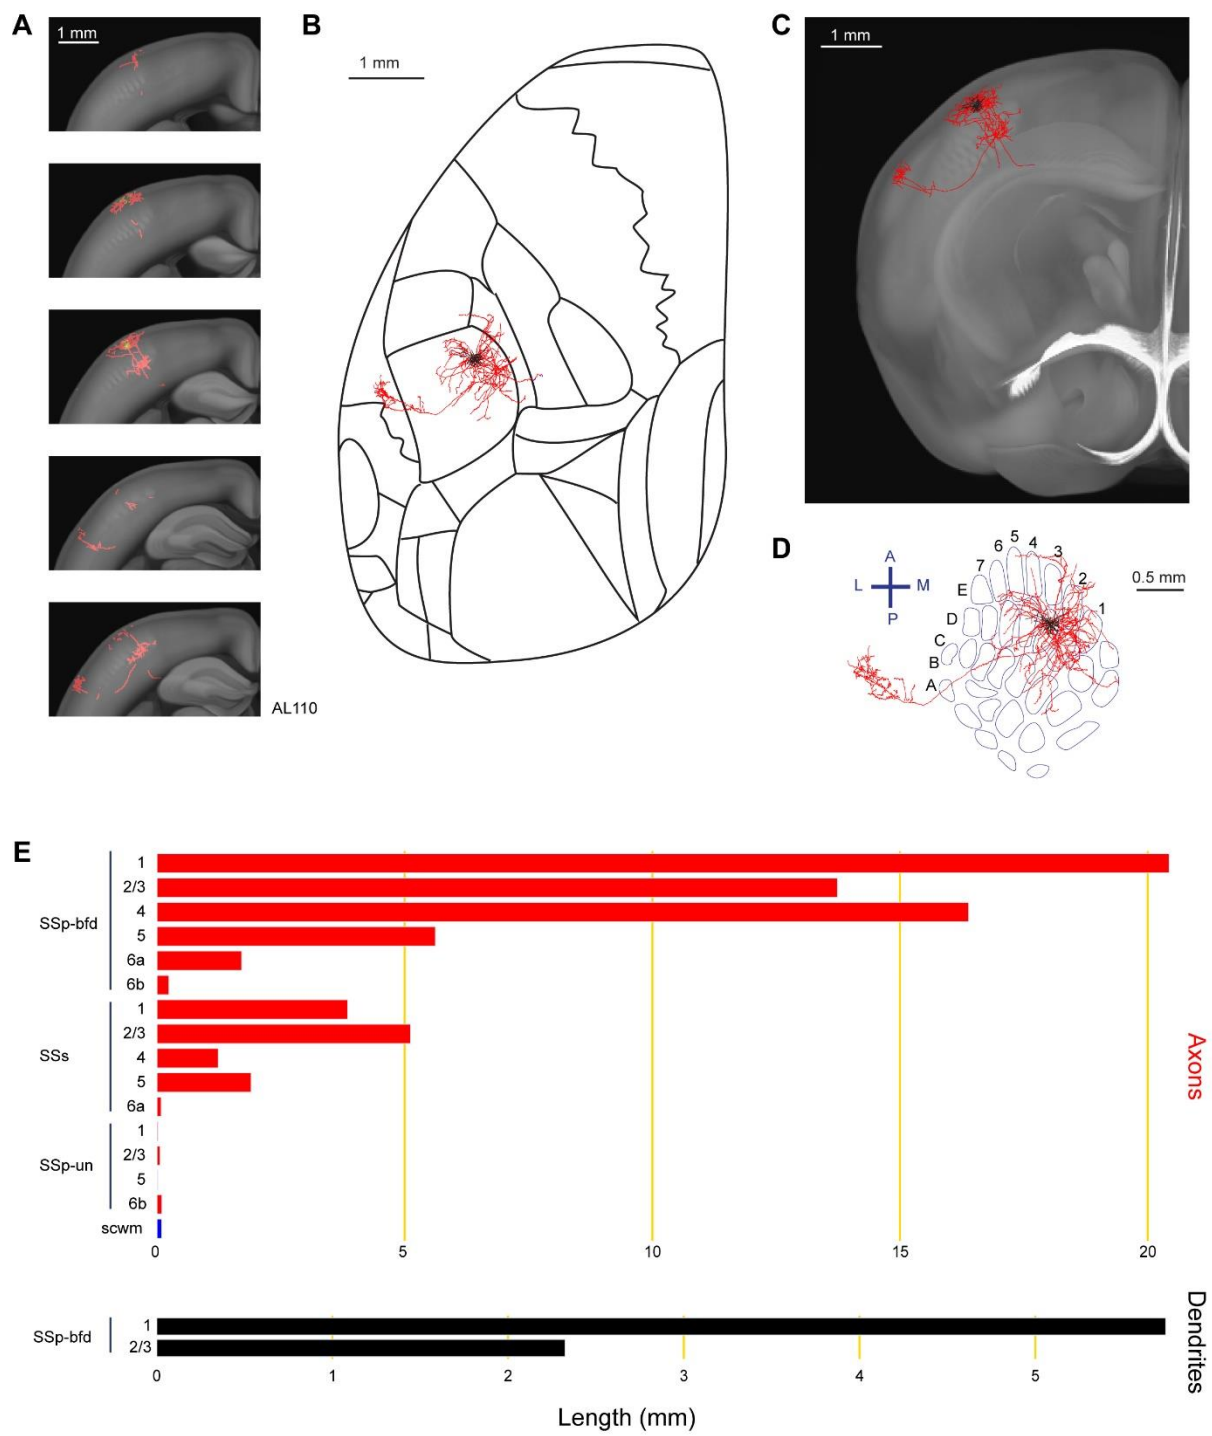 A
1 mm
AL110
B
1 mm
C
1 mm
D
A
L M
P
0.5 mm
7 6 5 4 3 2 1
E
D
C
B
A
E
SSp-bfd
1
2/3
4
5
6a
6b
SSs
1
2/3
4
5
6a
SSp-un
1
2/3
5
6b
scwm
0 5 10 15 20
Axons
SSp-bfd
1
2/3
0 1 2 3 4 5
Dendrites
Length (mm)